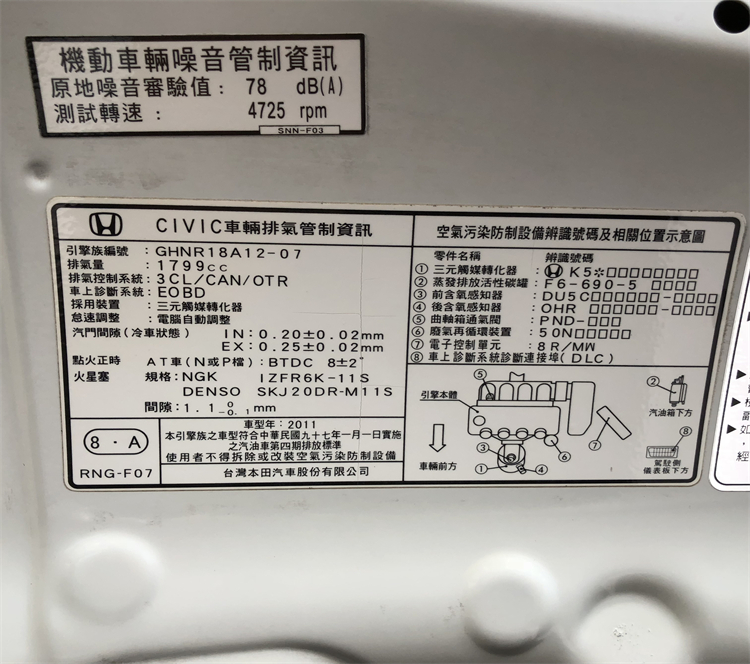 機動車輛噪音管制資訊
原地噪音審驗值: 78 dB(A)
測試轉速: 4725 rpm
SNN-F03
CIVIC車輛排氣管制資訊
引擎族編號:GHNR18A12-07
排氣量:1799cc
排氣控制系統:3CL/CAN/OTR
車上診斷系統:EOBD
採用裝置:三元觸媒轉化器
怠速調整:電腦自動調整
汽門間隙(冷車狀態) IN:0.20±0.02mm
EX:0.25±0.02mm
點火正時 AT車(N或P檔):BTDC 8±2°
火星塞 規格:NGK IZFR6K-11S
DENSO SKJ20DR-M11S
間隙:1.1 0 -0.1 mm
8·A
RNG-F07
車型年:2011
本引擎族之車型符合中華民國九十七年一月一日實施
之汽油車第四期排放標準
使用者不得拆除或改裝空氣污染防制設備
台灣本田汽車股份有限公司
空氣污染防制設備辨識號碼及相關位置示意圖
零件名稱 辨識號碼
①三元觸媒轉化器: K5*□□□□□□□□
②蒸發排放活性碳罐:F6-690-5 □□□
③前含氧感知器:DU5C□□□□□□-□□□
④後含氧感知器:OHR □□□□□□-□□□
⑤曲軸箱通氣閥:PND-□□□
⑥廢氣再循環裝置:50N□□□□□
⑦電子控制單元:8R/MW
⑧車上診斷系統診斷連接埠(DLC)
引擎本體
車輛前方
⑤
③
①
④
⑥
⑦
②
汽油箱下方
⑧
駕駛側
儀表板下方